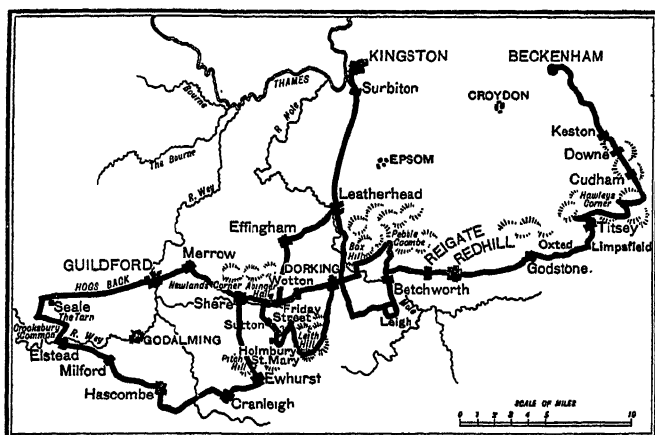 KINGSTON
BECKENHAM
THAMES
Bourne
Surbiton
R. Mole
CROYDON
Keston
The Bourne
Downe
EPSOM
Cudham
R. Wey
Leatherhead
Hawleys
Corner
Titsey
Effingham
Pebble
Coombe
Box
Hill
REIGATE
REDHILL
Oxted
Limpsfield
Merrow
GUILDFORD
DORKING
Wotton
Godstone.
HOGS BACK
Newlands Corner
Hall
Betchworth
Seale
The Tarn
Shere
Friday
Street
Leigh
Sutton
Crooksbury
Common
R. Wey
GODALMING
Leith
Hill
Holmbury
St. Mary
Elstead
Milford
Pitch
Hill
Ewhurst
Hascombe
Cranleigh
SCALE OF MILES
0 5 10